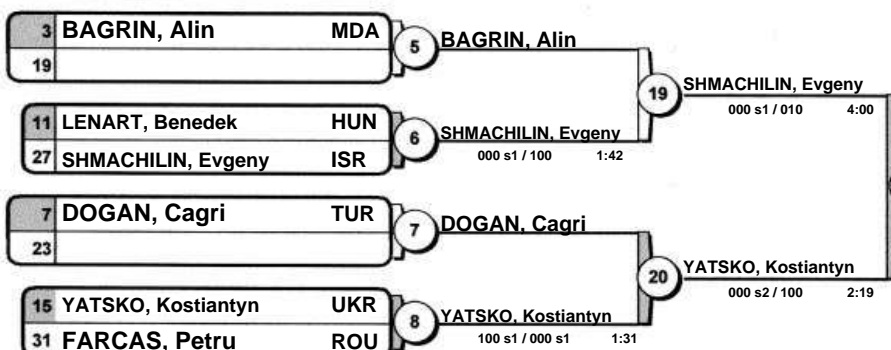 3 BAGRIN, Alin MDA
19
5
BAGRIN, Alin
11 LENART, Benedek HUN
27 SHMACHILIN, Evgeny ISR
6
SHMACHILIN, Evgeny
000 s1 / 100 1:42
19
SHMACHILIN, Evgeny
000 s1 / 010 4:00
7 DOGAN, Cagri TUR
23
7
DOGAN, Cagri
15 YATSKO, Kostiantyn UKR
31 FARCAS, Petru ROU
8
YATSKO, Kostiantyn
100 s1 / 000 s1 1:31
20
YATSKO, Kostiantyn
000 s2 / 100 2:19